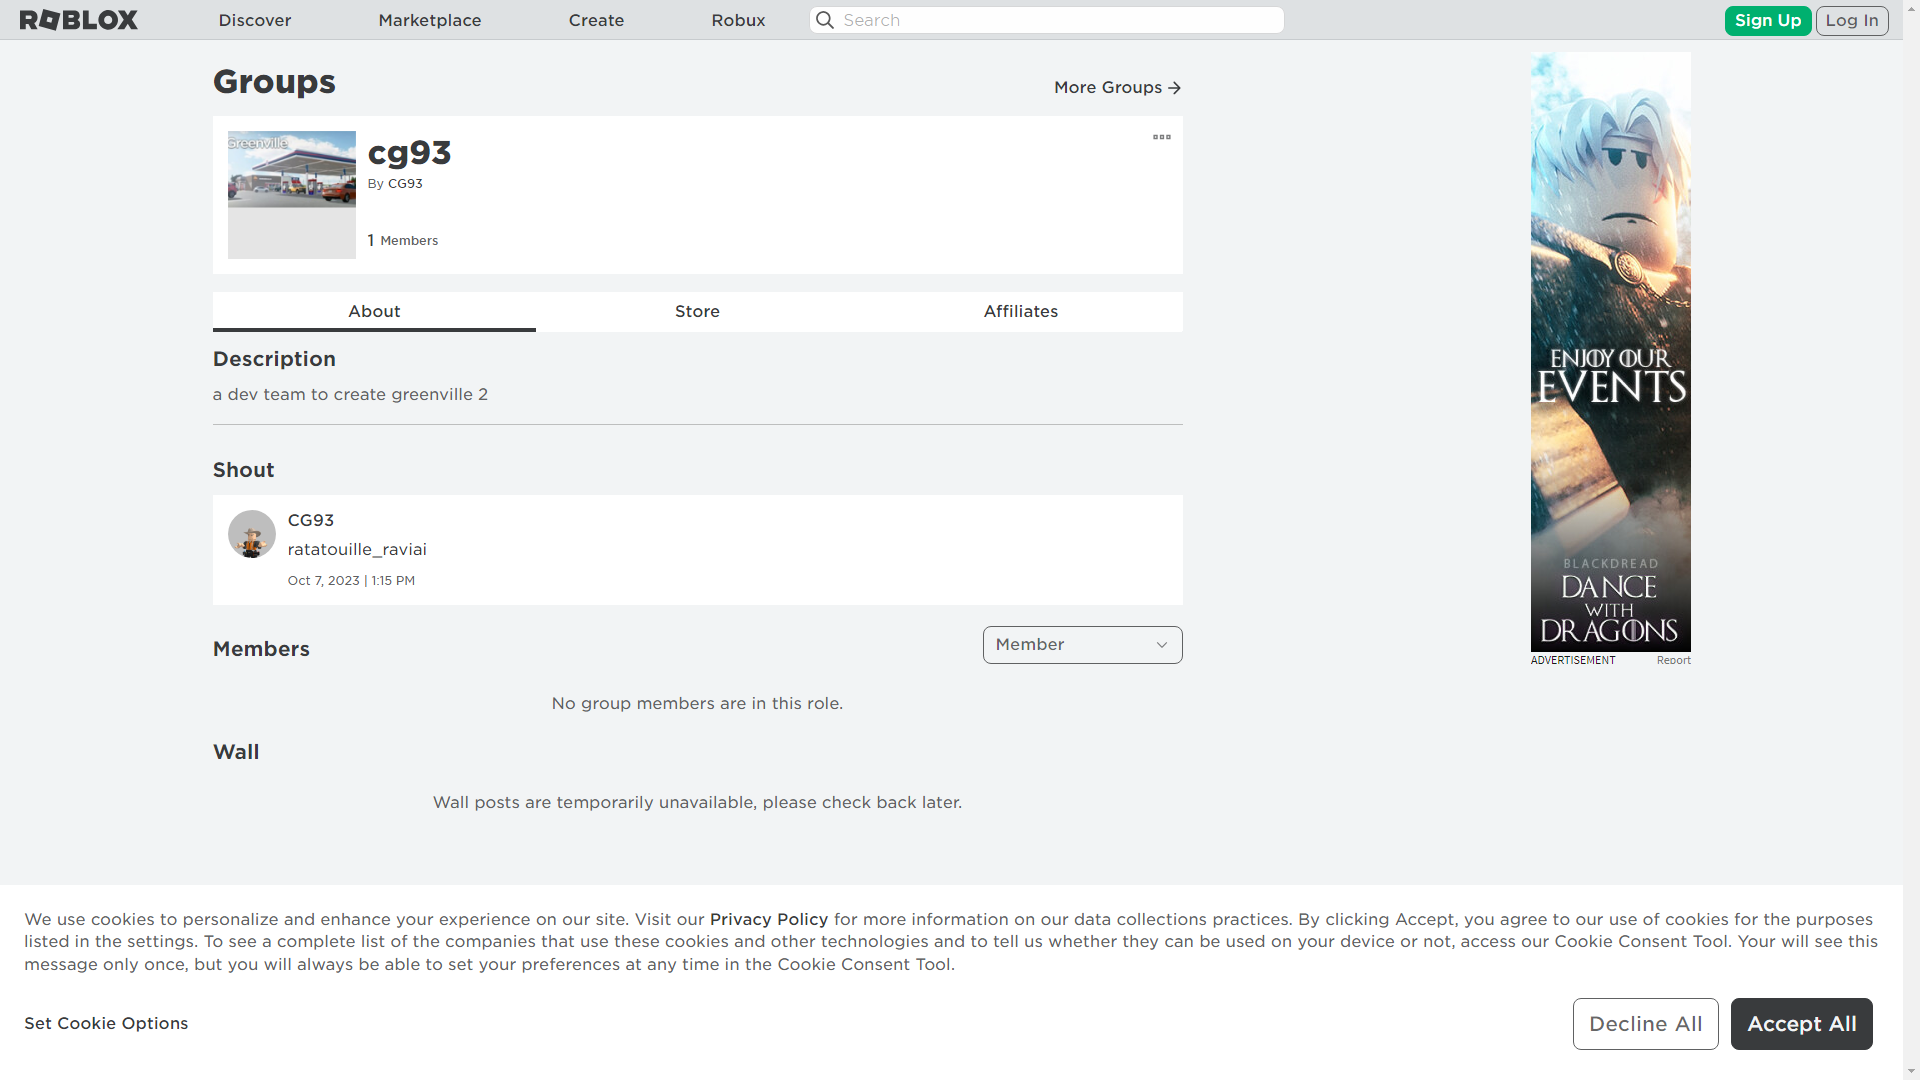 ROBLOX
Discover
Marketplace
Create
Robux
Search
Sign Up
Log In
Groups
More Groups
Greenville
cg93
By CG93
1 Members
About
Store
Affiliates
Description
a dev team to create greenville 2
Shout
CG93
ratatouille_raviai
Oct 7, 2023 | 1:15 PM
Members
Member
No group members are in this role.
Wall
Wall posts are temporarily unavailable, please check back later.
ENJOY OUR
EVENTS
BLACKDREAD
DANCE
WITH
DRAGONS
ADVERTISEMENT
Report
We use cookies to personalize and enhance your experience on our site. Visit our Privacy Policy for more information on our data collections practices. By clicking Accept, you agree to our use of cookies for the purposes
listed in the settings. To see a complete list of the companies that use these cookies and other technologies and to tell us whether they can be used on your device or not, access our Cookie Consent Tool. Your will see this
message only once, but you will always be able to set your preferences at any time in the Cookie Consent Tool.
Set Cookie Options
Decline All
Accept All